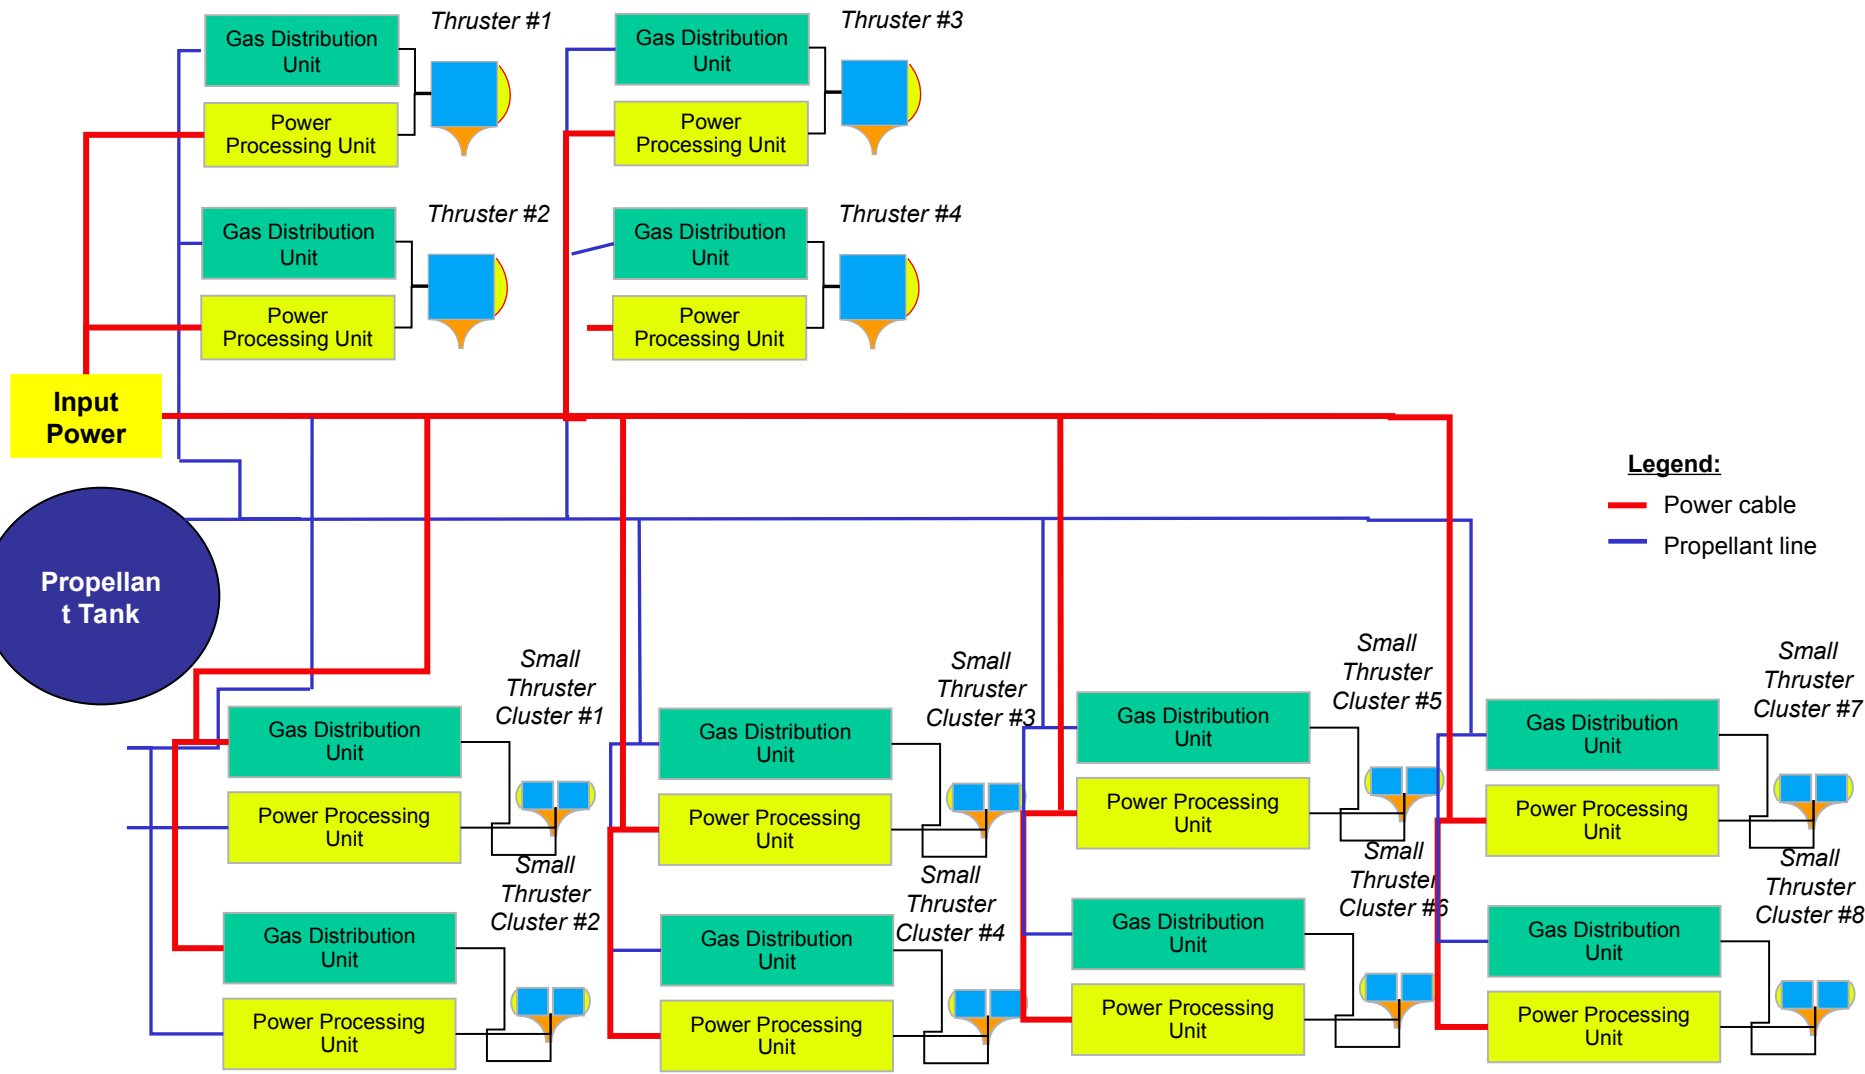 Thruster #1
Gas Distribution
Unit
Power
Processing Unit
Thruster #3
Gas Distribution
Unit
Power
Processing Unit
Thruster #2
Gas Distribution
Unit
Power
Processing Unit
Thruster #4
Gas Distribution
Unit
Power
Processing Unit
Input
Power
Legend:
Power cable
Propellant line
Propellan
t Tank
Small
Thruster
Cluster #1
Gas Distribution
Unit
Power Processing
Unit
Small
Thruster
Cluster #3
Gas Distribution
Unit
Power Processing
Unit
Small
Thruster
Cluster #5
Gas Distribution
Unit
Power Processing
Unit
Small
Thruster
Cluster #7
Gas Distribution
Unit
Power Processing
Unit
Small
Thruster
Cluster #2
Gas Distribution
Unit
Power Processing
Unit
Small
Thruster
Cluster #4
Gas Distribution
Unit
Power Processing
Unit
Small
Thruster
Cluster #6
Gas Distribution
Unit
Power Processing
Unit
Small
Thruster
Cluster #8
Gas Distribution
Unit
Power Processing
Unit